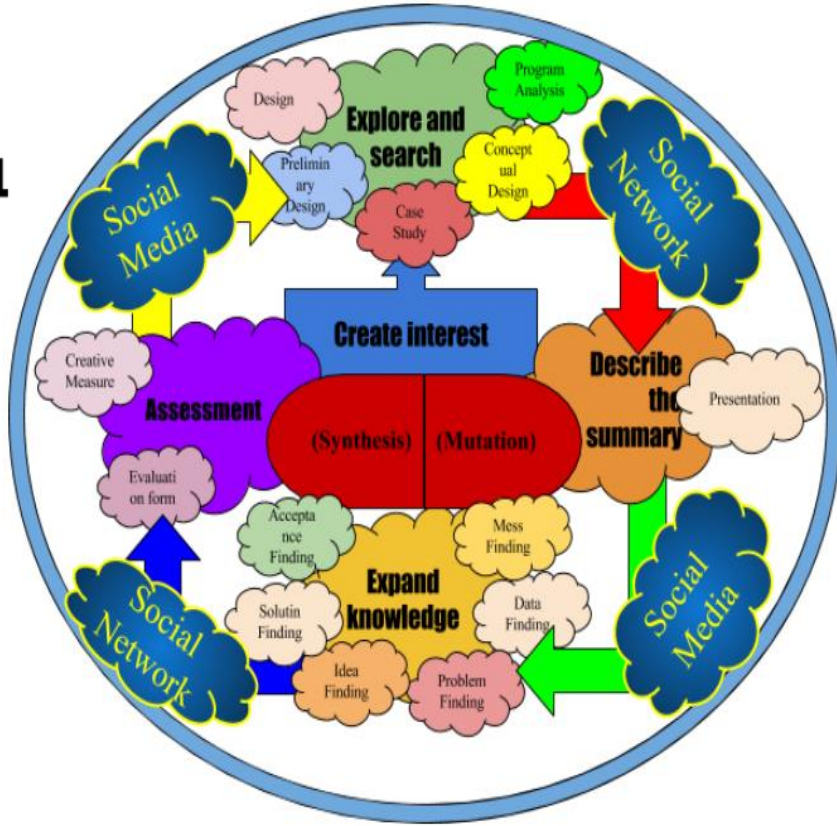 Design
Program
Analysis
Explore and
search
Prelimin
ary
Design
Concept
ual
Design
Case
Study
Social
Media
Social
Network
Create interest
Creative
Measure
Assessment
Describe
the
summary
Presentation
(Synthesis)
(Mutation)
Evaluati
on form
Accepta
nce
Finding
Mess
Finding
Expand
knowledge
Solutin
Finding
Data
Finding
Idea
Finding
Problem
Finding
Social
Network
Social
Media